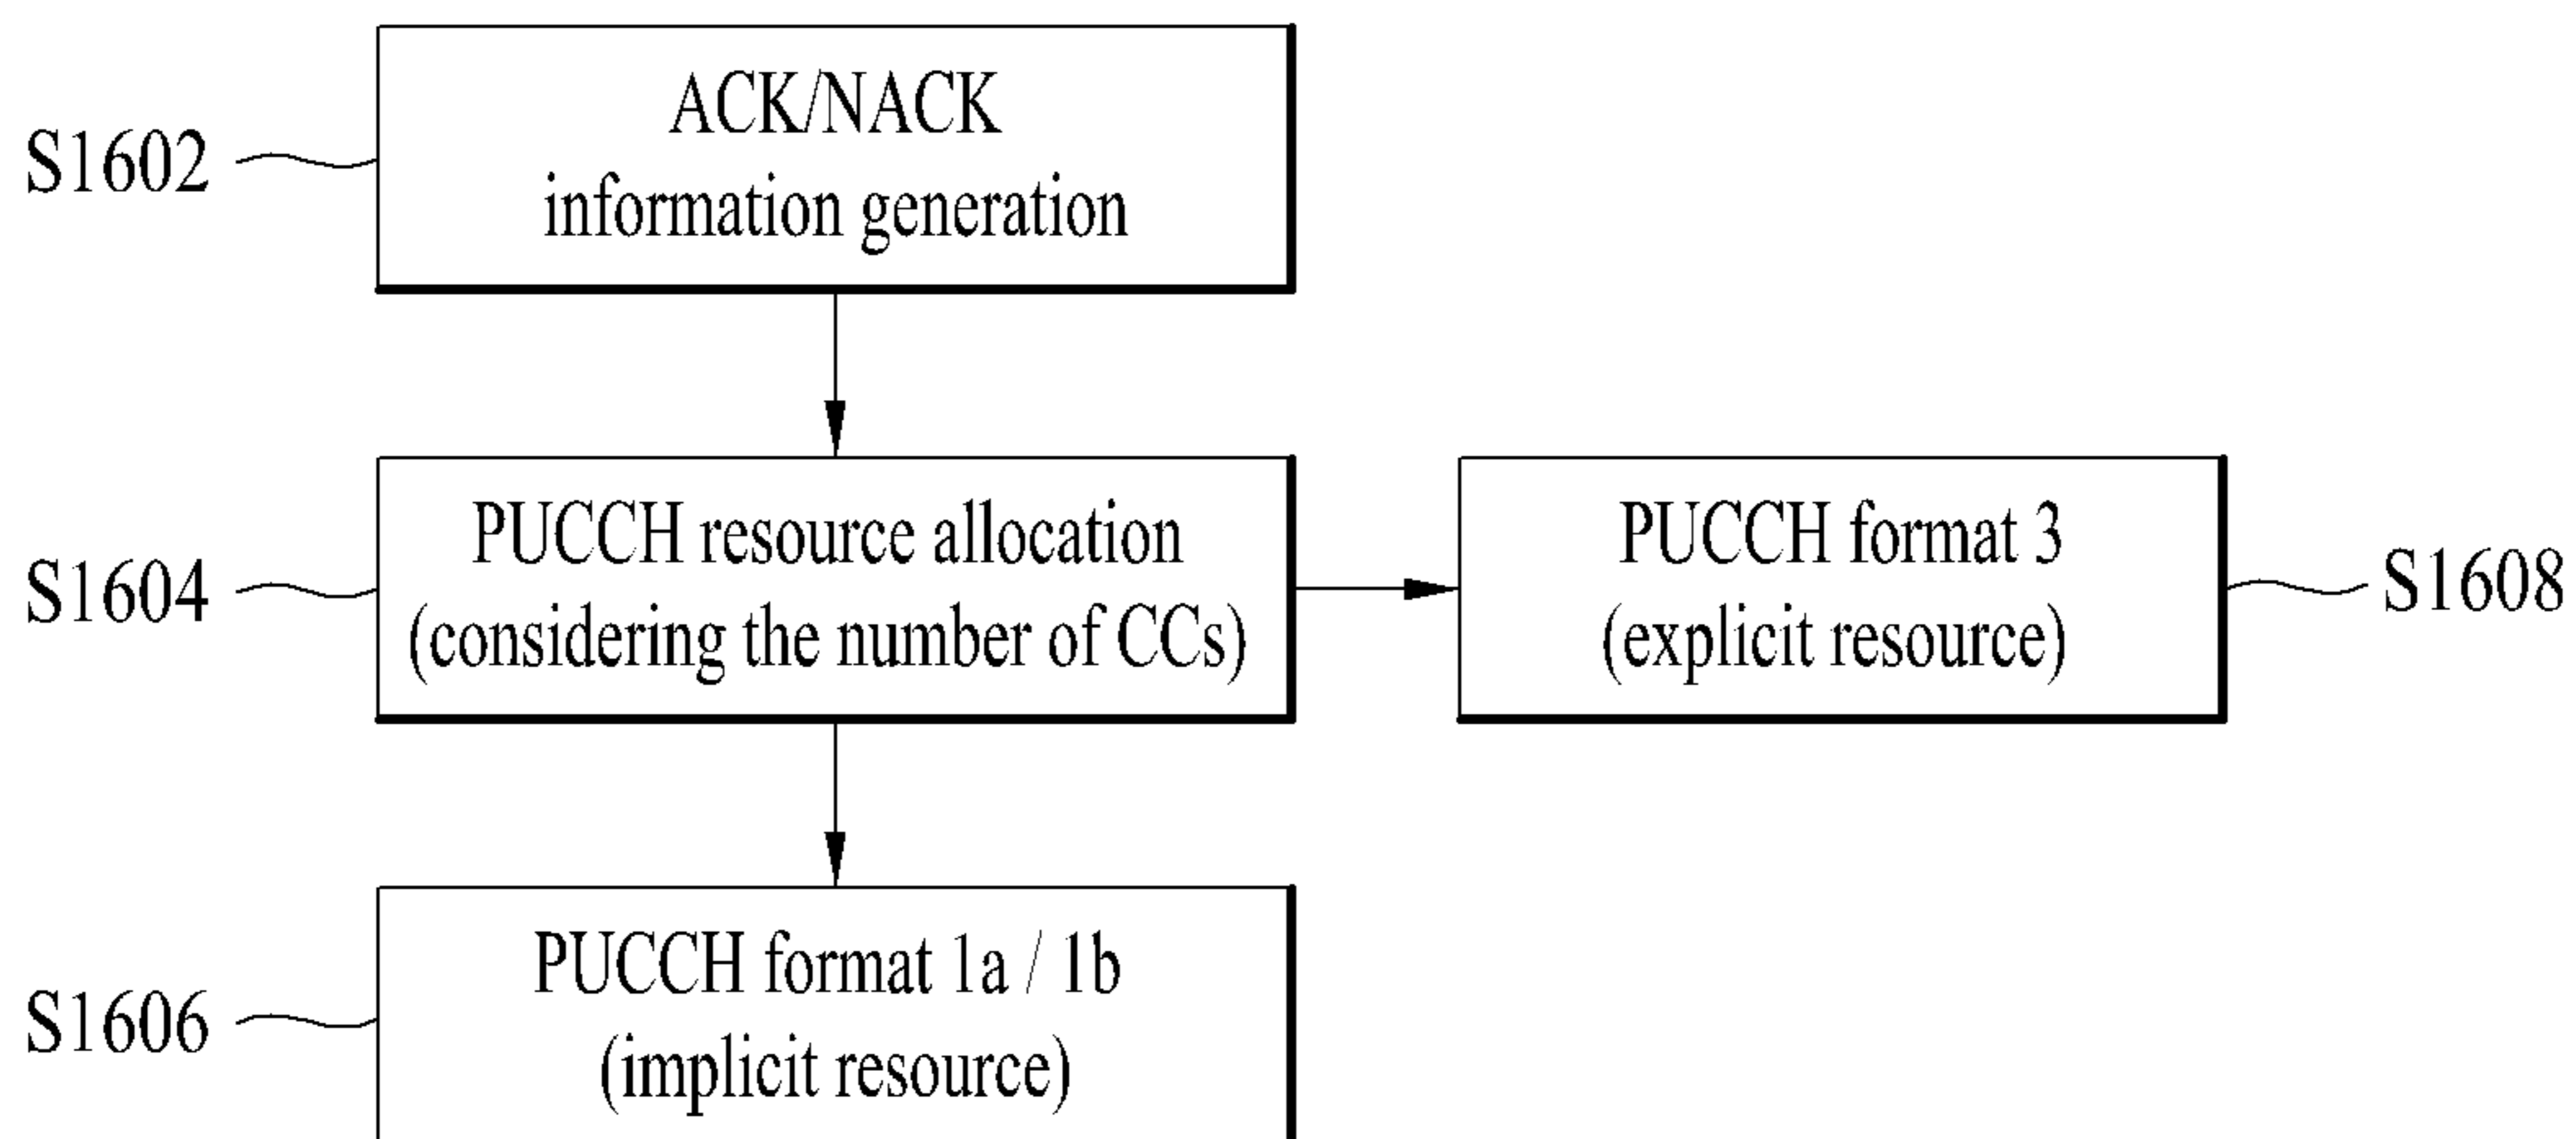 S1602
ACK/NACK
information generation
S1604
PUCCH resource allocation
(considering the number of CCs)
PUCCH format 3
(explicit resource)
S1608
S1606
PUCCH format 1a / 1b
(implicit resource)